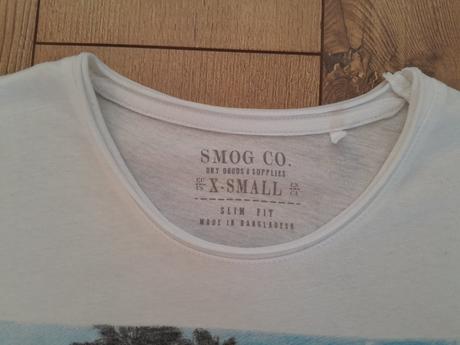 SMOG CO.
DRY GOODS & SUPPLIES
X-SMALL
SLIM FIT
MADE IN BANGLADESH